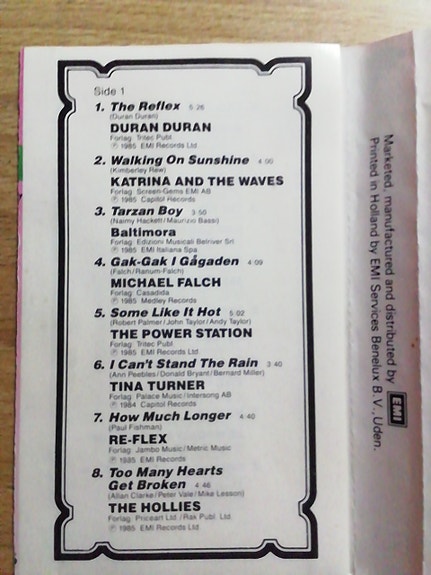 Side 1
1. The Reflex 5:26
(Duran Duran)
DURAN DURAN
Forlag: Tritec Publ.
℗ 1985 EMI Records Ltd
2. Walking On Sunshine 4:00
(Kimberley Rew)
KATRINA AND THE WAVES
Forlag: Screen-Gems EMI AB
℗ 1985 Capitol Records
3. Tarzan Boy 3:50
(Naimy Hackett/Maurizio Bassi)
Baltimora
Forlag: Edizioni Musicali Belriver Srl
℗ 1985 EMI Italiana Spa
4. Gak-Gak I Gågaden 4:09
(Falch/Ranum-Falch)
MICHAEL FALCH
Forlag: Casadida
℗ 1985 Medley Records
5. Some Like It Hot 5:02
(Robert Palmer/John Taylor/Andy Taylor)
THE POWER STATION
Forlag: Tritec Publ.
℗ 1985 EMI Records Ltd
6. I Can't Stand The Rain 3:40
(Ann Peebles/Donald Bryant/Bernard Miller)
TINA TURNER
Forlag: Palace Music/Intersong AB
℗ 1984 Capitol Records
7. How Much Longer 4:40
(Paul Fishman)
RE-FLEX
Forlag: Jambo Music/Metric Music
℗ 1985 EMI Records
8. Too Many Hearts
Get Broken 4:46
(Allan Clarke/Peter Vale/Mike Leeson)
THE HOLLIES
Forlag: Priceart Ltd./Rak Publ. Ltd.
℗ 1985 EMI Records Ltd
Marketed, manufactured and distributed by EMI
Printed in Holland by EMI Services Benelux B.V., Uden.